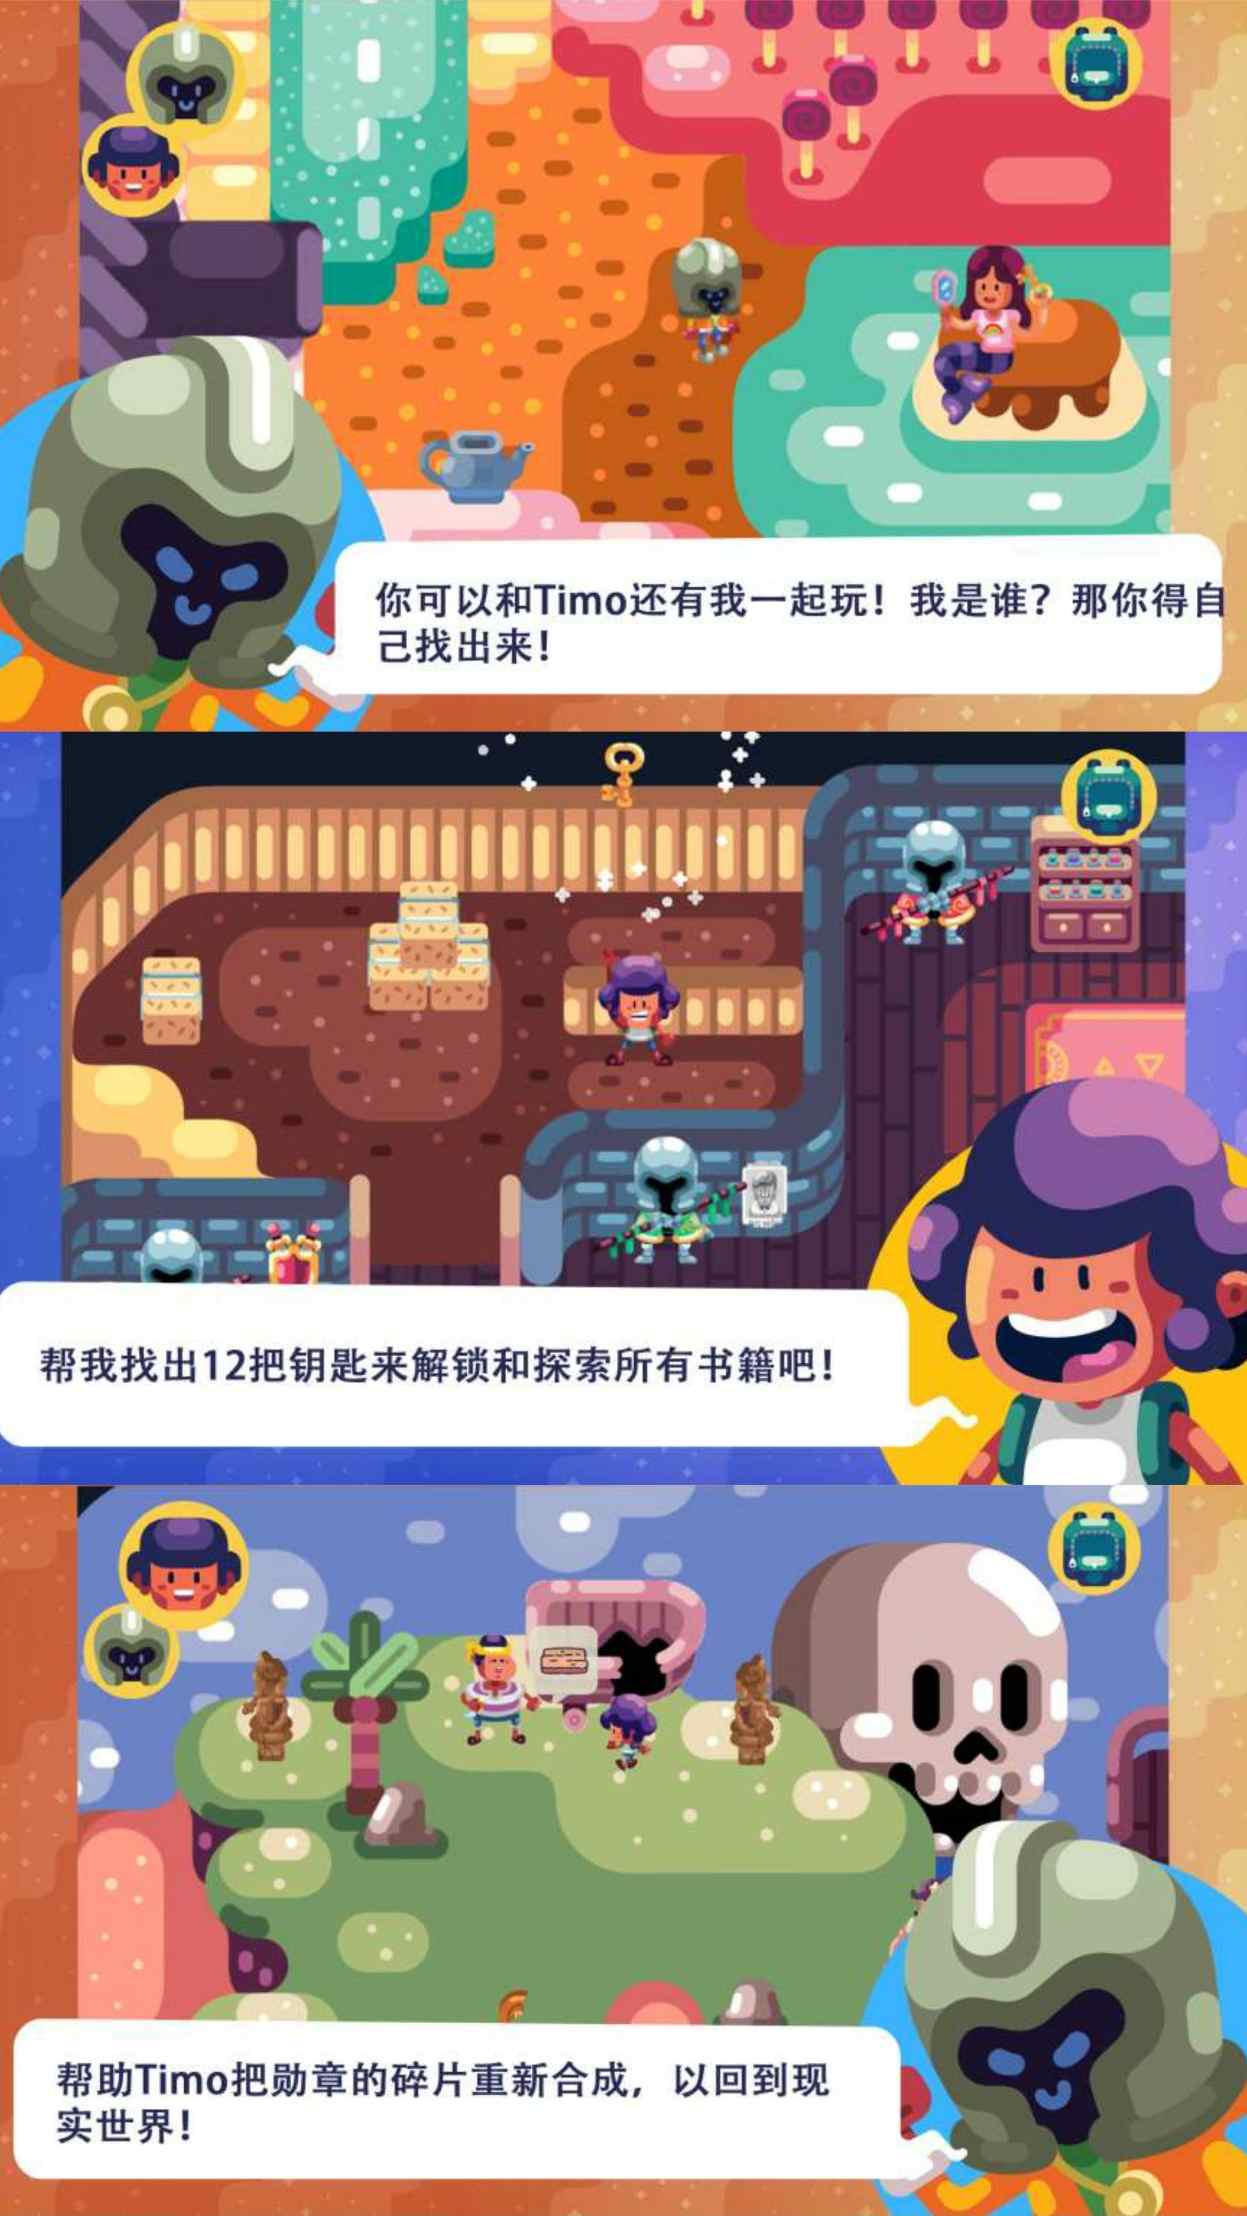 你可以和Timo还有我一起玩！我是谁？那你得自
己找出来！
帮我找出12把钥匙来解锁和探索所有书籍吧！
帮助Timo把勋章的碎片重新合成，以回到现
实世界！